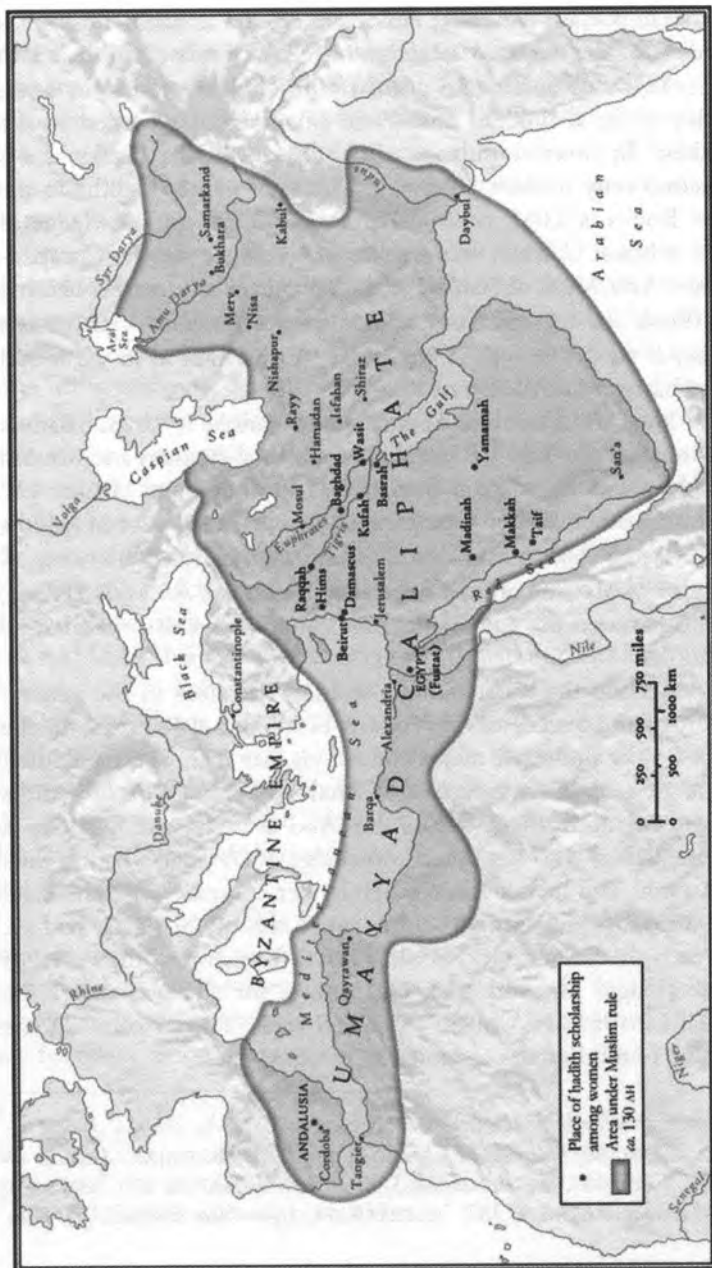 Rhine
Danube
Volga
Black Sea
Constantinople
BYZANTINE EMPIRE
Mediterranean Sea
Caspian Sea
Aral Sea
Syr Darya
Amu Darya
Samarkand
Bukhara
Merv
Nisa
Nishapur
Kabul
Indus
Daybul
Arabian Sea
Rayy
Hamadan
Isfahan
Shiraz
Mosul
Euphrates
Tigris
Baghdad
Wasit
Kufah
Basrah
The Gulf
Raqqah
Hims
Damascus
Beirut
Jerusalem
UMAYYAD CALIPHATE
ANDALUSIA
Cordoba
Tangier
Qayrawan
Barqa
Alexandria
EGYPT
(Fustat)
Nile
Red Sea
Madinah
Makkah
Taif
Yamamah
San'a
Niger
Senegal
Place of ḥadīth scholarship
among women
Area under Muslim rule
ca. 130 AH
0 250 500 750 miles
0 500 1000 km